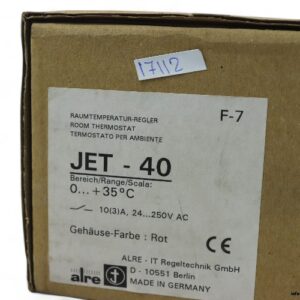 17112
RAUMTEMPERATUR-REGLER
F-7
ROOM THERMOSTAT
TERMOSTATO PER AMBIENTE
JET - 40
Bereich/Range/Scala:
0... +35°C
10(3)A, 24...250V AC
Gehäuse-Farbe : Rot
CE
ALRE - IT Regeltechnik GmbH
D - 10551 Berlin
MADE IN GERMANY
alre